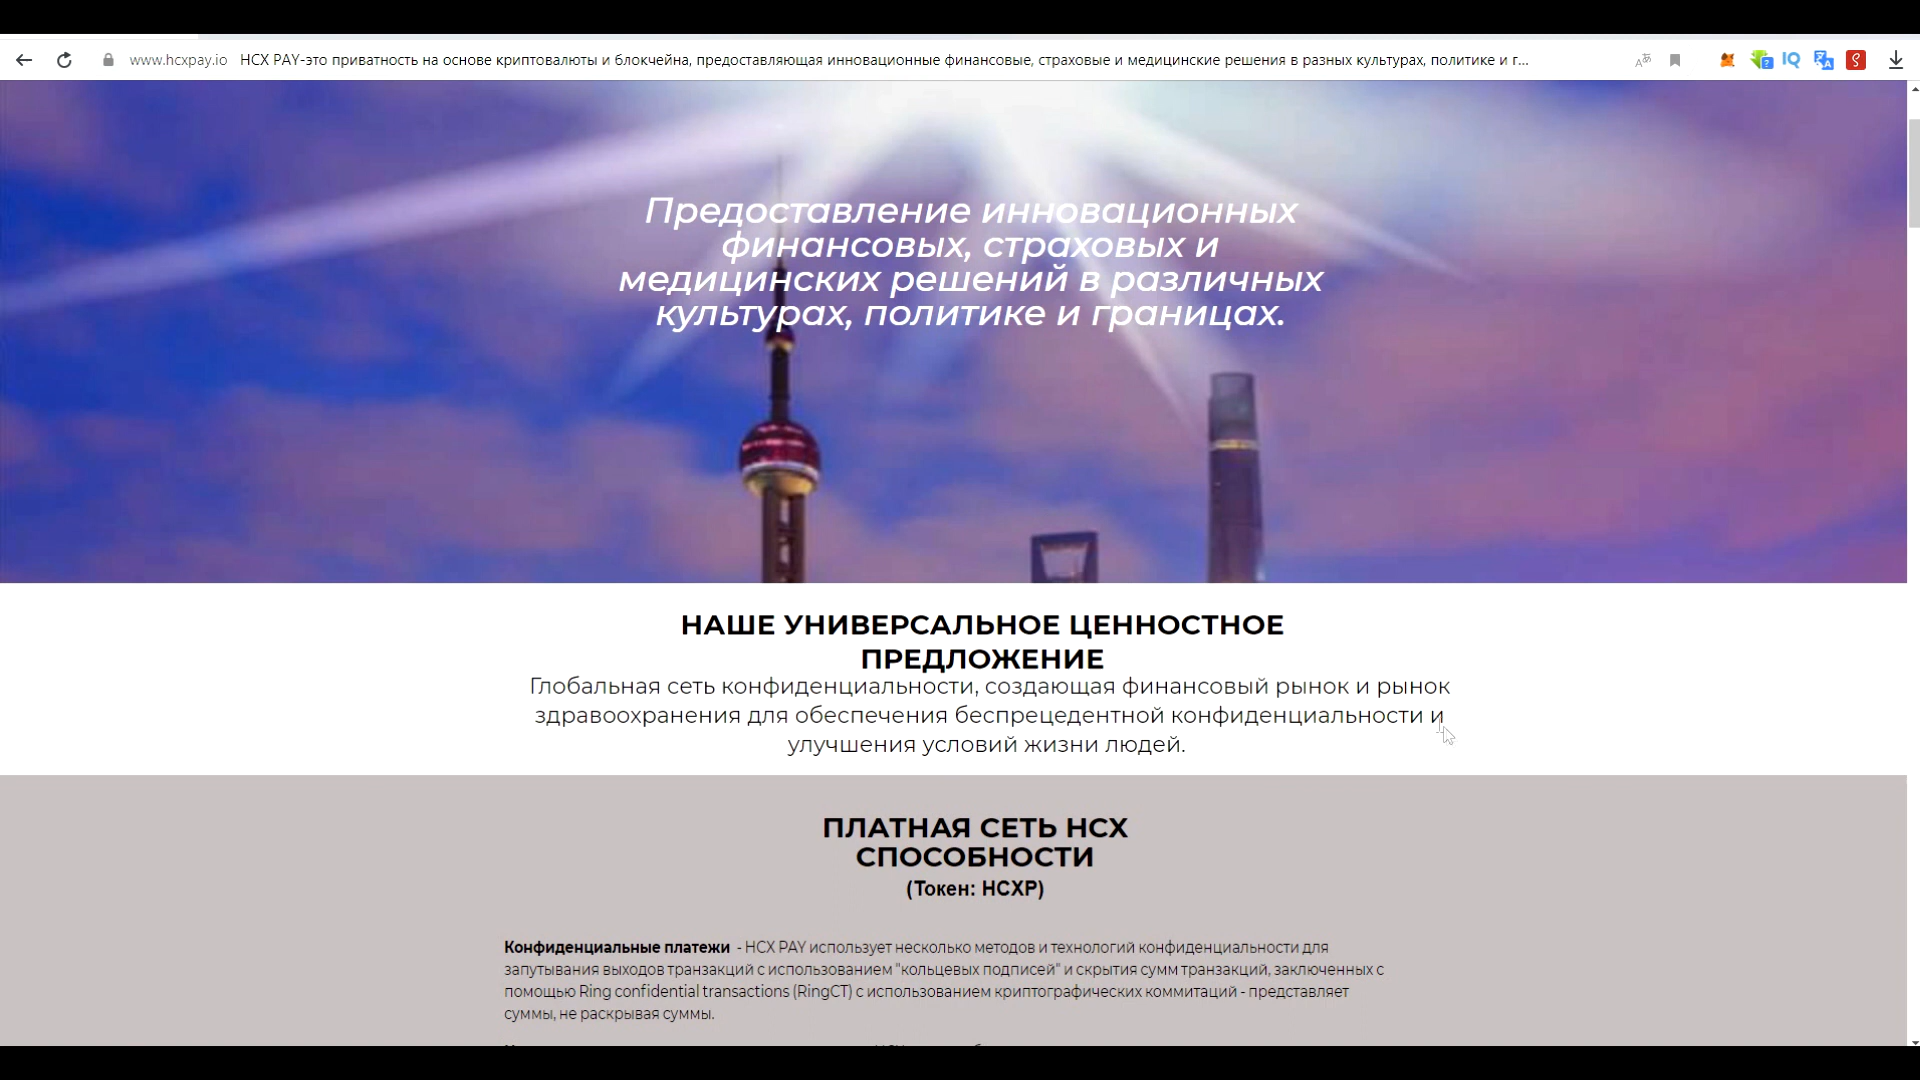 www.hcxpay.io HCX PAY-это приватность на основе криптовалюты и блокчейна, предоставляющая инновационные финансовые, страховые и медицинские решения в разных культурах, политике и г...
IQ
Предоставление инновационных
финансовых, страховых и
медицинских решений в различных
культурах, политике и границах.
НАШЕ УНИВЕРСАЛЬНОЕ ЦЕННОСТНОЕ
ПРЕДЛОЖЕНИЕ
Глобальная сеть конфиденциальности, создающая финансовый рынок и рынок
здравоохранения для обеспечения беспрецедентной конфиденциальности и
улучшения условий жизни людей.
ПЛАТНАЯ СЕТЬ HCX
СПОСОБНОСТИ
(Токен: HCXP)
Конфиденциальные платежи - HCX PAY использует несколько методов и технологий конфиденциальности для
запутывания выходов транзакций с использованием "кольцевых подписей" и скрытия сумм транзакций, заключенных с
помощью Ring confidential transactions (RingCT) с использованием криптографических коммитаций - представляет
суммы, не раскрывая суммы.